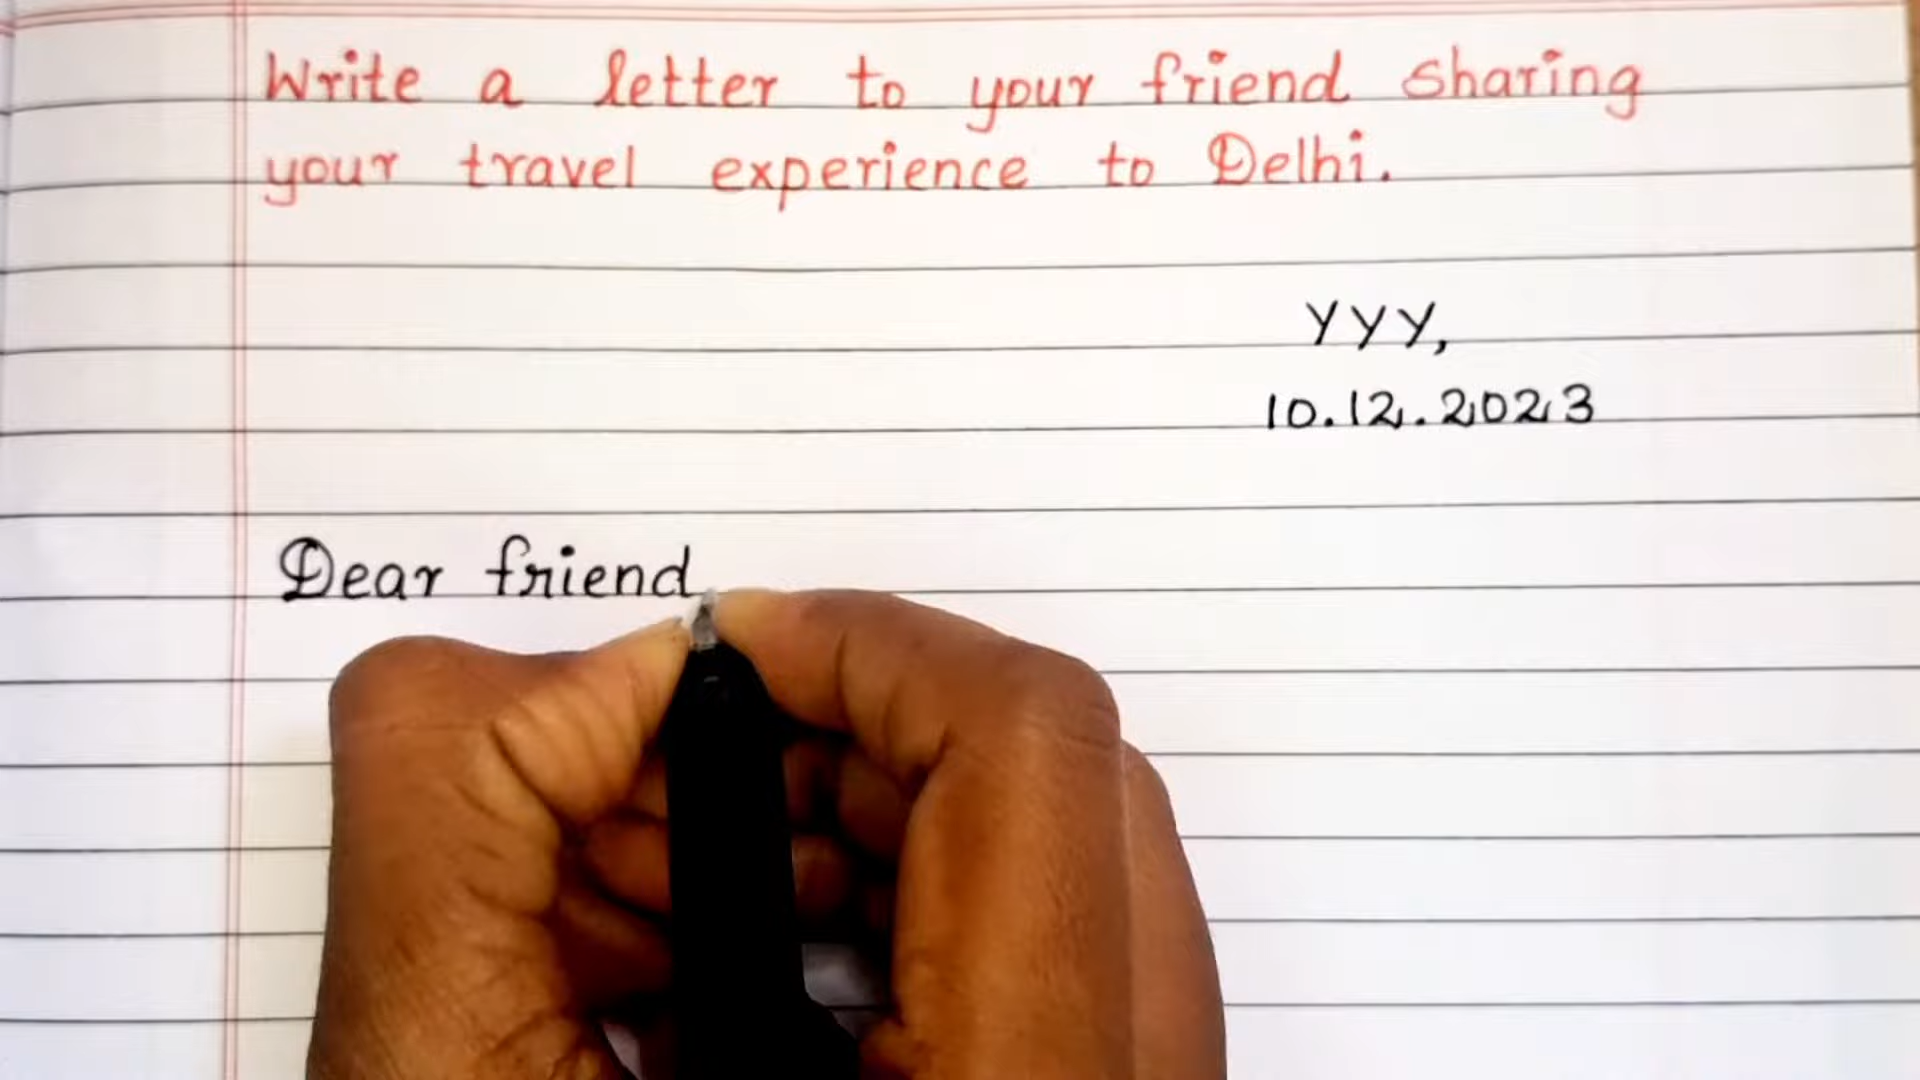 Write a letter to your friend sharing
your travel experience to Delhi.
YYY,
10.12.2023
Dear friend